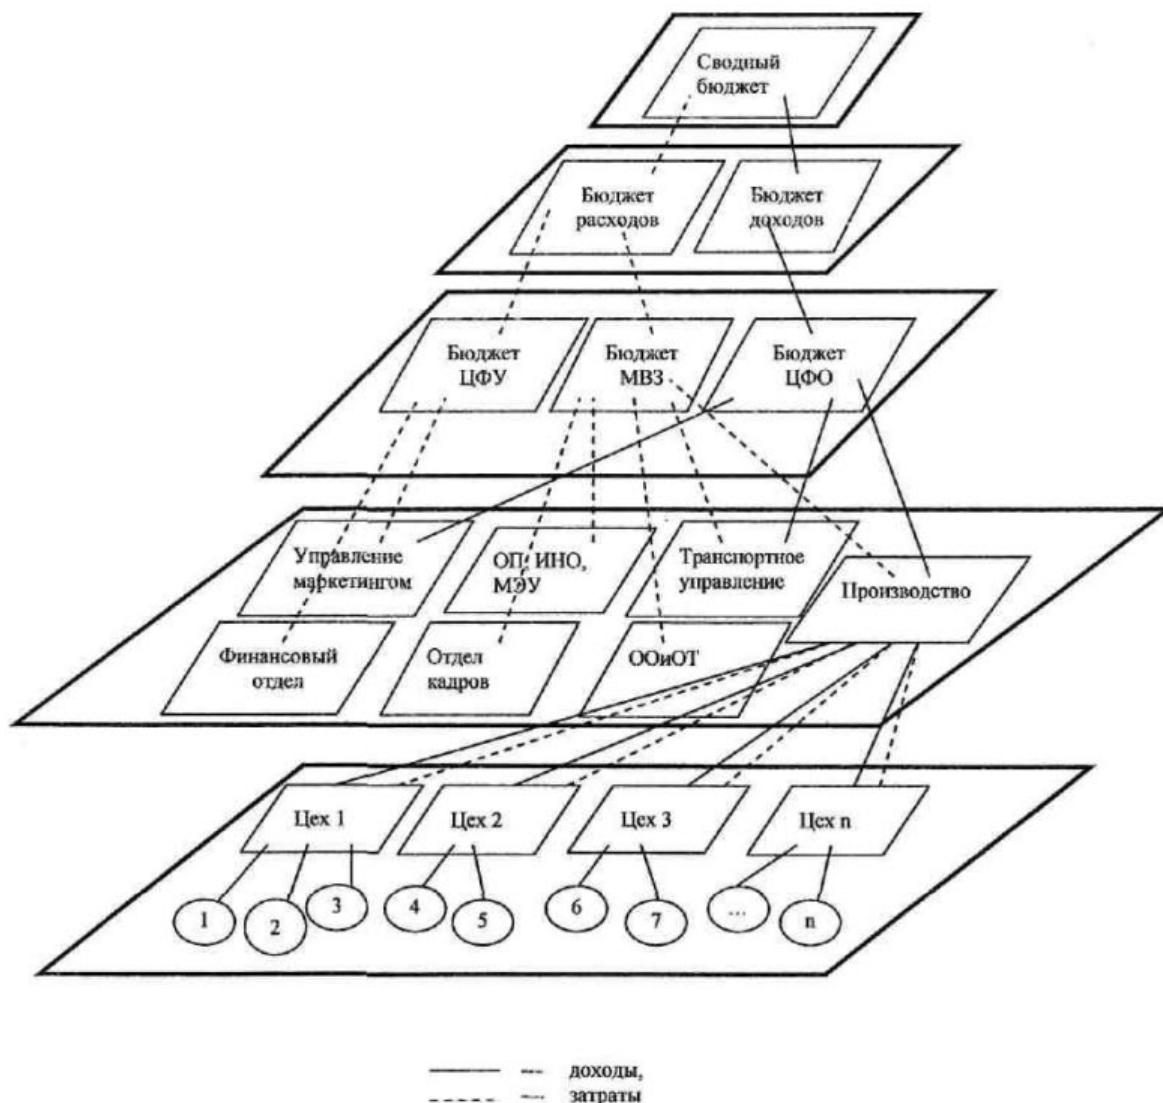 Сводный
бюджет
Бюджет
расходов
Бюджет
доходов
Бюджет
ЦФУ
Бюджет
МВЗ
Бюджет
ЦФО
Управление
маркетингом
ОП, ИНО,
МЭУ
Транспортное
управление
Производство
Финансовый
отдел
Отдел
кадров
ООиОТ
Цех 1
Цех 2
Цех 3
Цех n
1
2
3
4
5
6
7
...
n
— доходы,
— затраты